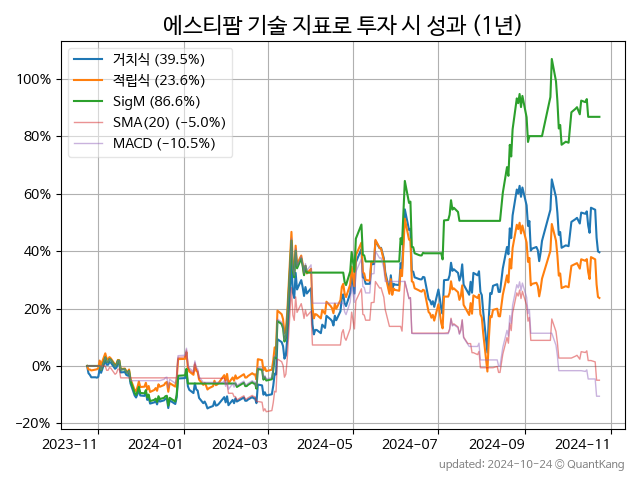 에스티팜 기술 지표로 투자 시 성과 (1년)
거치식 (39.5%)
적립식 (23.6%)
SigM (86.6%)
SMA(20) (−5.0%)
MACD (−10.5%)
100%
80%
60%
40%
20%
0%
−20%
2023-11 2024-01 2024-03 2024-05 2024-07 2024-09 2024-11
updated: 2024-10-24 © QuantKang